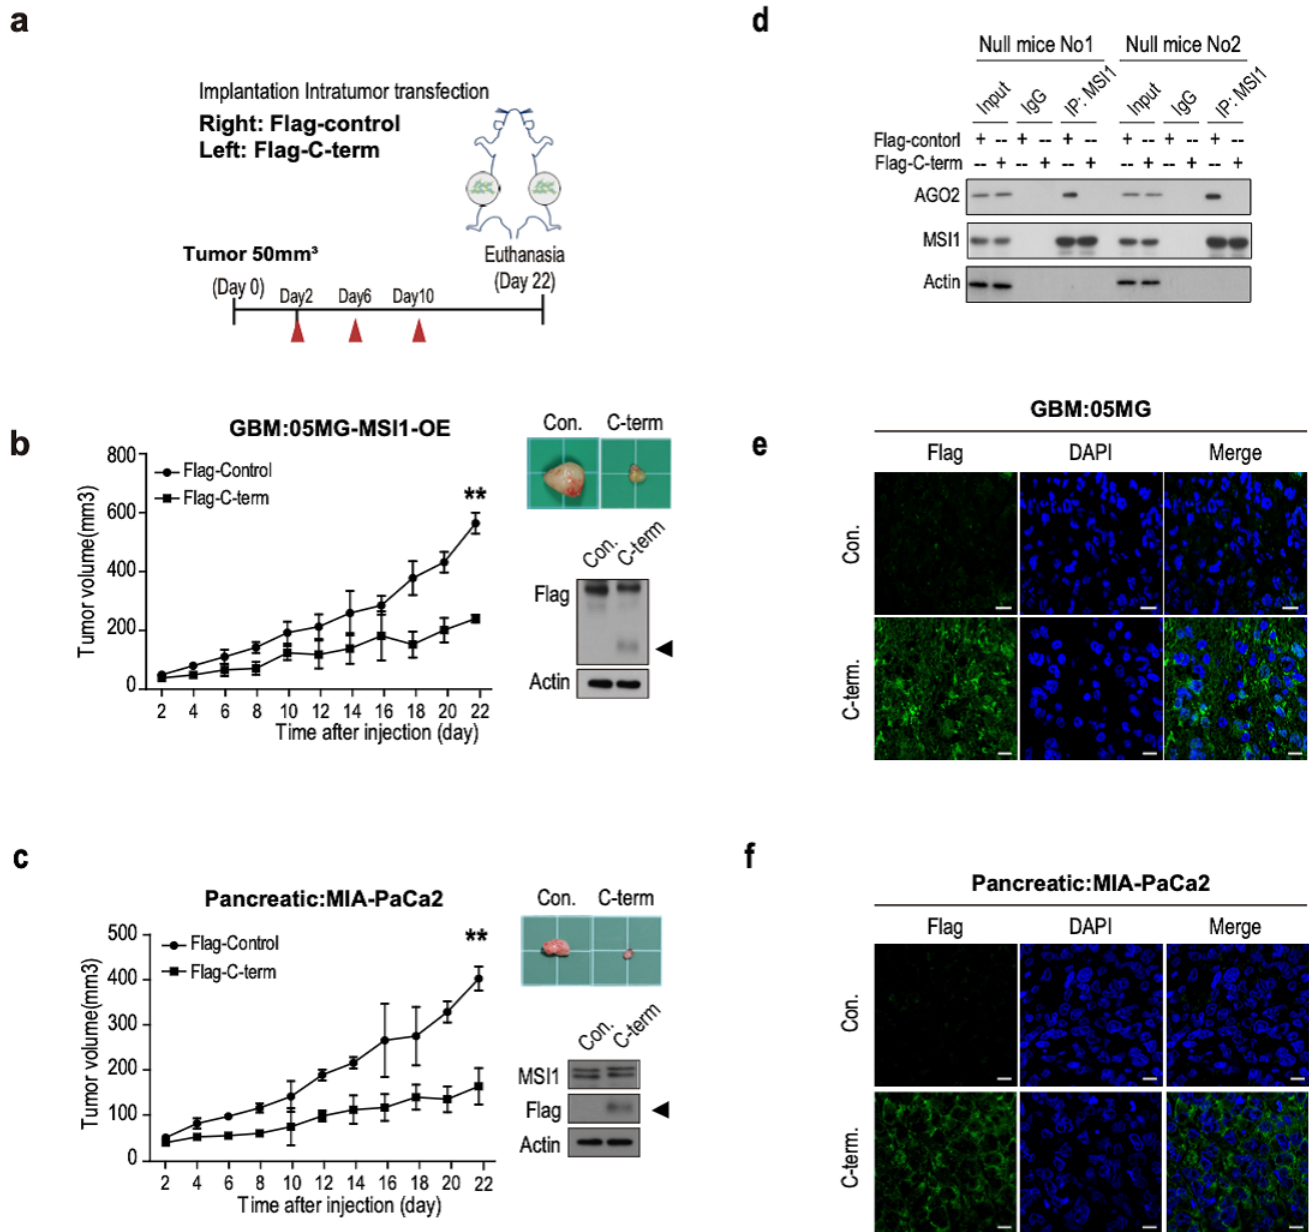 a
Implantation Intratumor transfection
Right: Flag-control
Left: Flag-C-term
Tumor 50mm³
(Day 0)
Day2
Day6
Day10
Euthanasia
(Day 22)
b
GBM:05MG-MSI1-OE
Flag-Control
Flag-C-term
**
Tumor volume(mm3)
800
600
400
200
0
2 4 6 8 10 12 14 16 18 20 22
Time after injection (day)
Con. C-term
Con. C-term
Flag
Actin
c
Pancreatic:MIA-PaCa2
Flag-Control
Flag-C-term
**
Tumor volume(mm3)
500
400
300
200
100
0
2 4 6 8 10 12 14 16 18 20 22
Time after injection (day)
Con. C-term
Con. C-term
MSI1
Flag
Actin
d
Null mice No1 Null mice No2
Input IgG IP: MSI1 Input IgG IP: MSI1
Flag-contorl + -- + -- + -- + -- + -- + --
Flag-C-term -- + -- + -- + -- + -- + -- +
AGO2
MSI1
Actin
e
GBM:05MG
Flag DAPI Merge
Con.
C-term.
f
Pancreatic:MIA-PaCa2
Flag DAPI Merge
Con.
C-term.